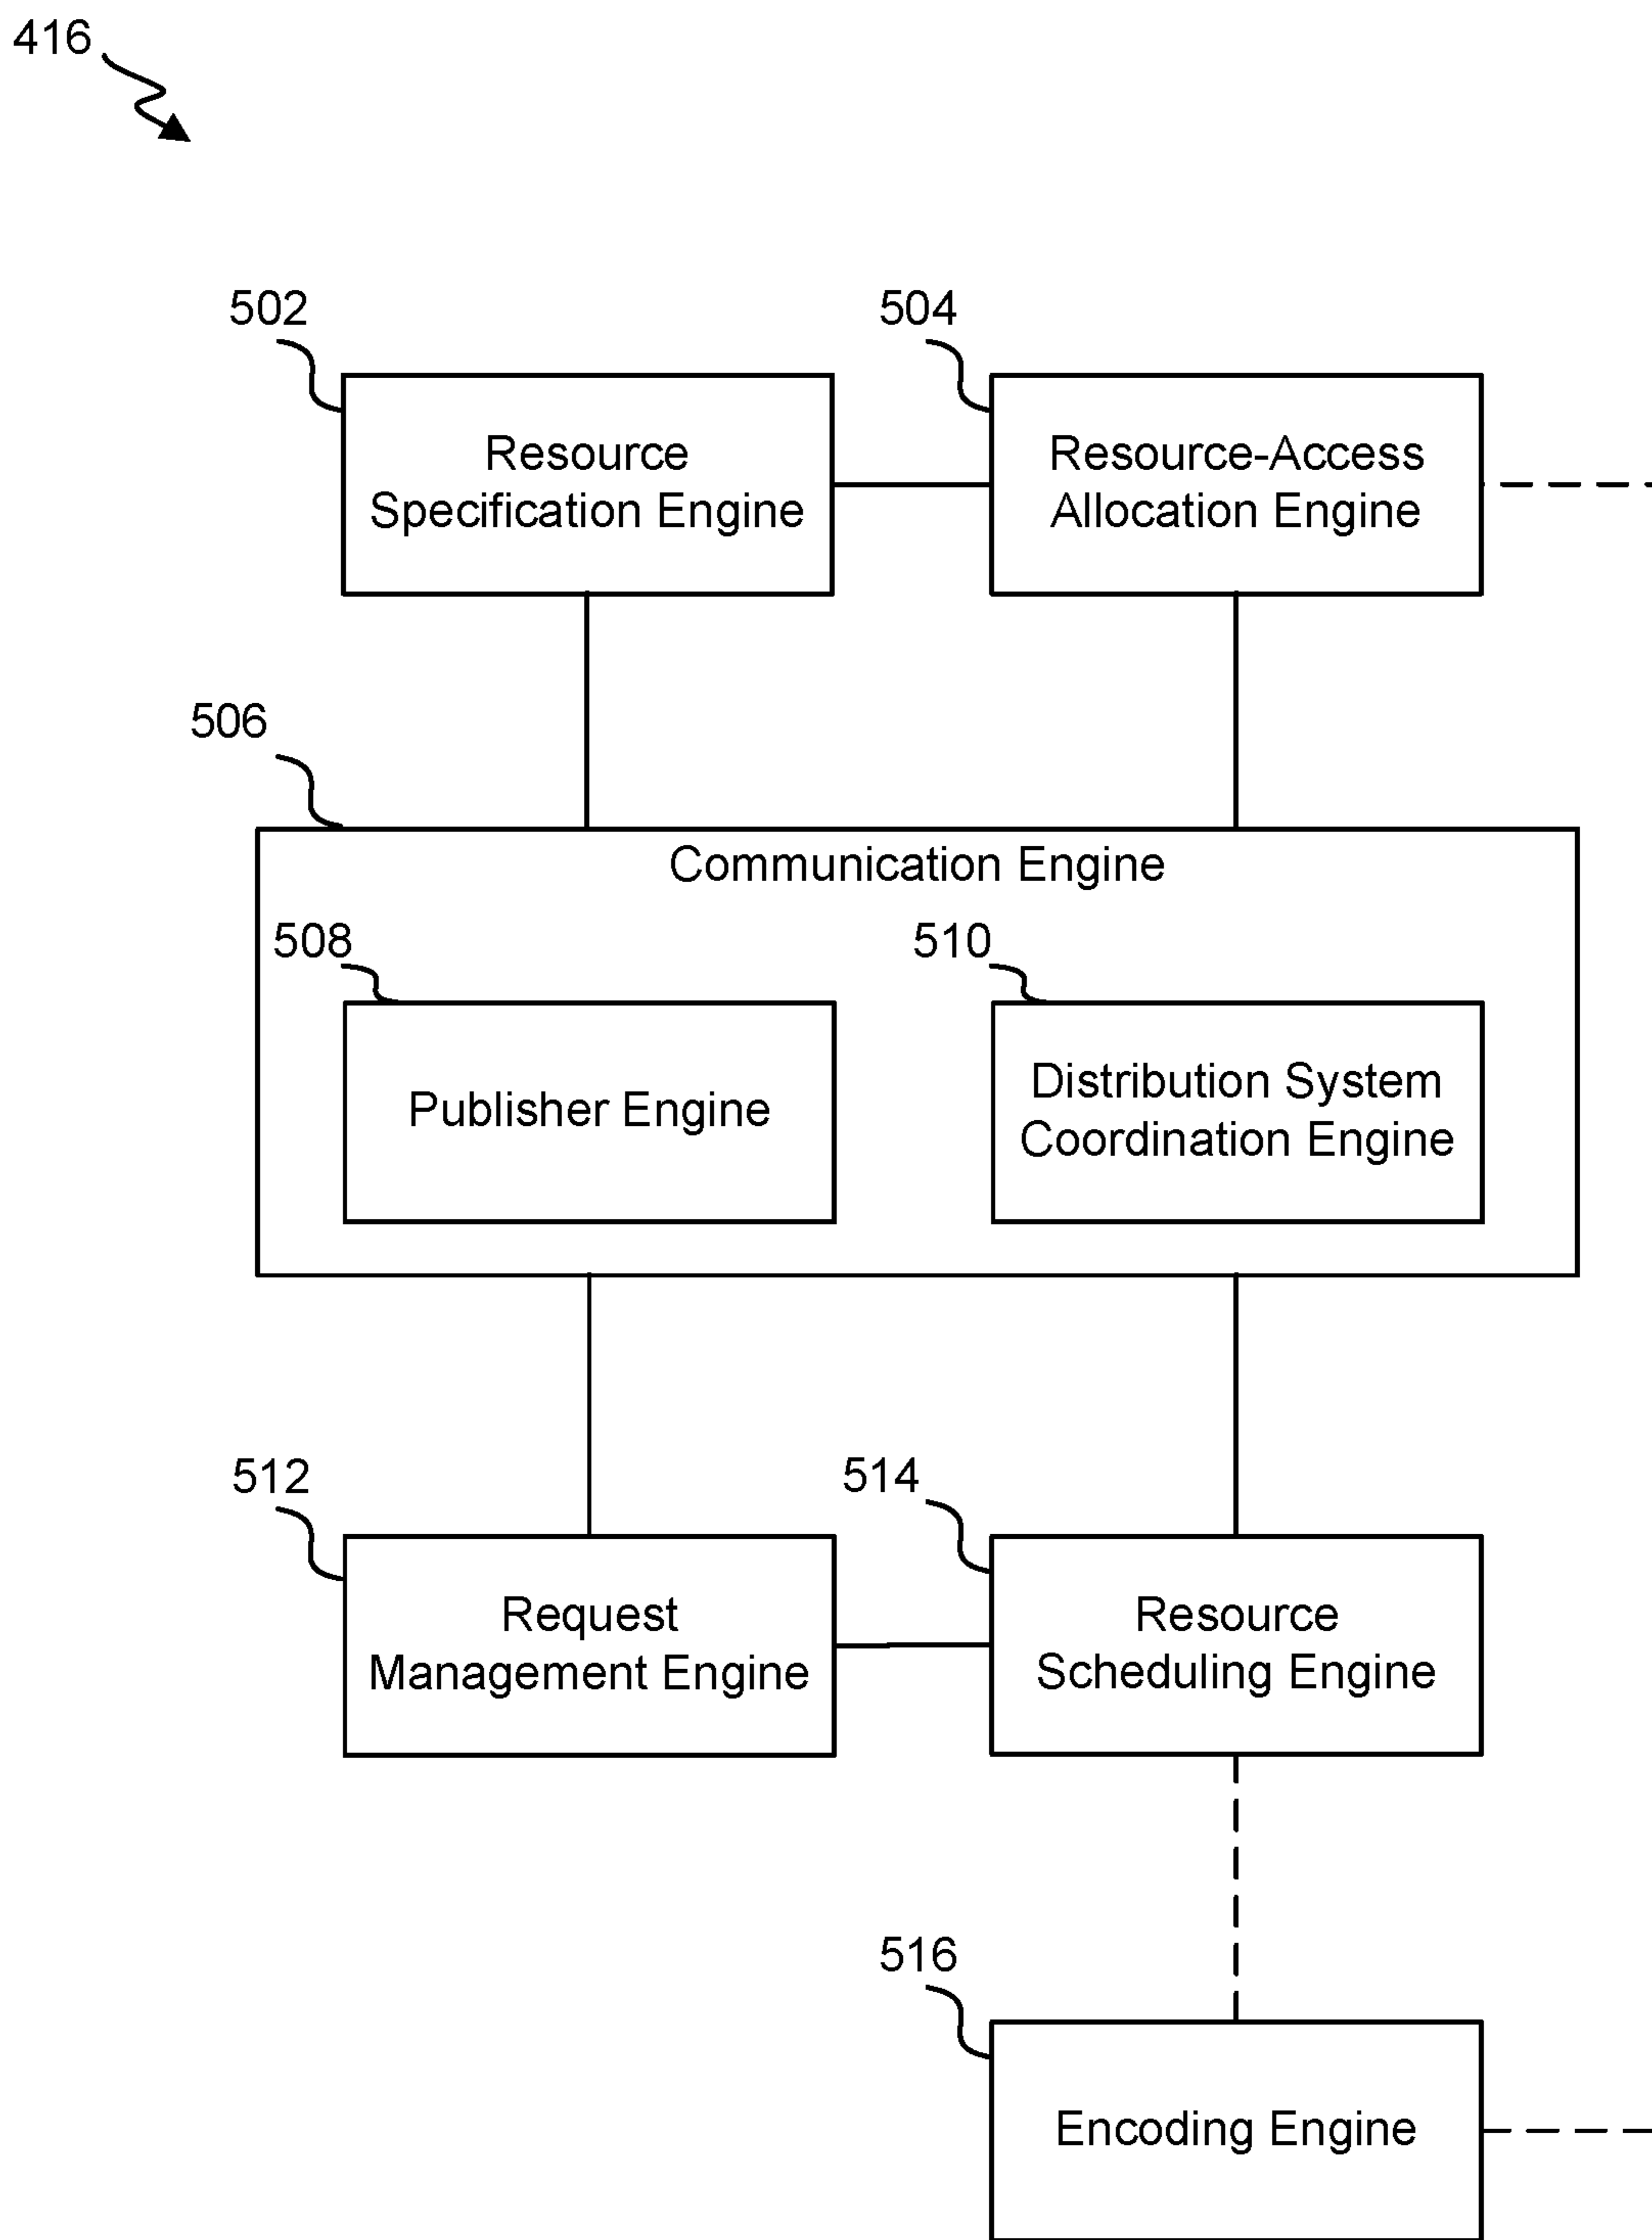 416
502
504
Resource
Specification Engine
Resource-Access
Allocation Engine
506
Communication Engine
508
510
Publisher Engine
Distribution System
Coordination Engine
512
514
Request
Management Engine
Resource
Scheduling Engine
516
Encoding Engine